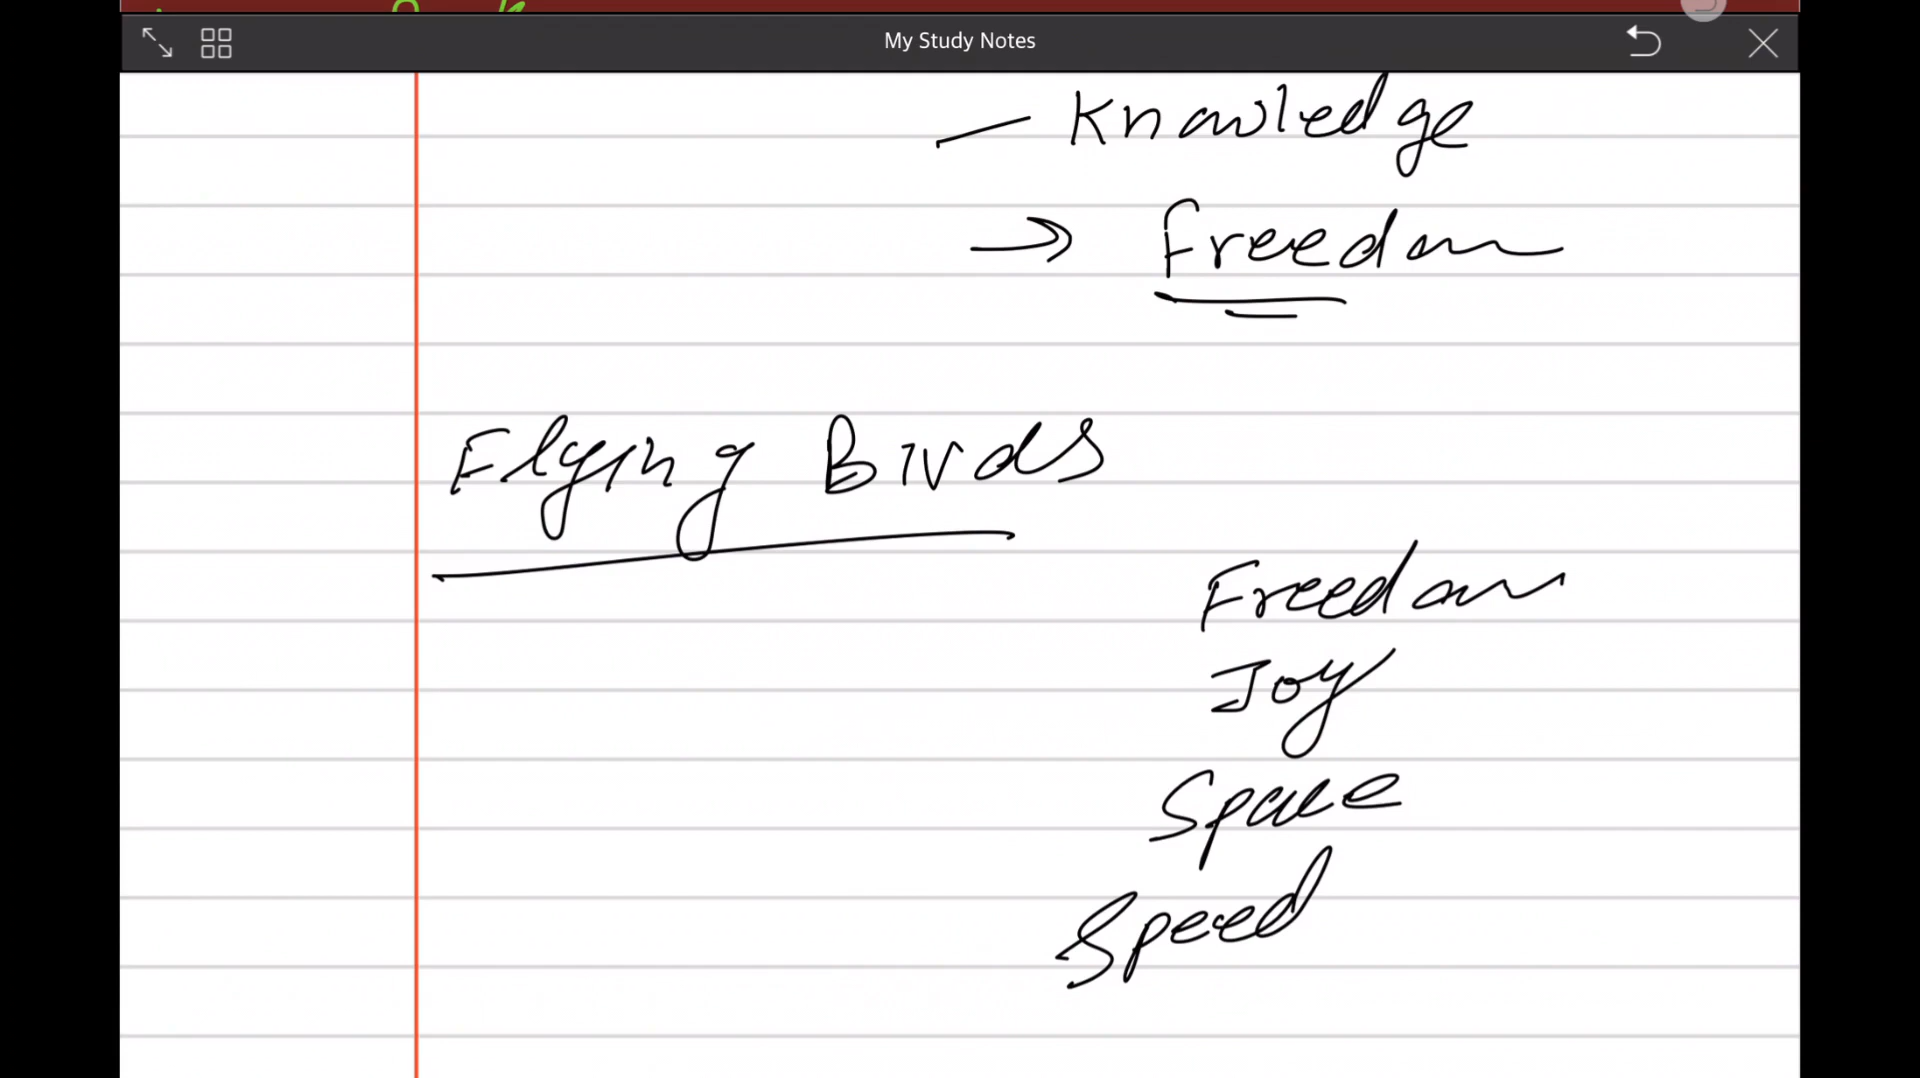 My Study Notes
— Knowledge
→ Freedom
Flying Birds
Freedom
Joy
Space
Speed